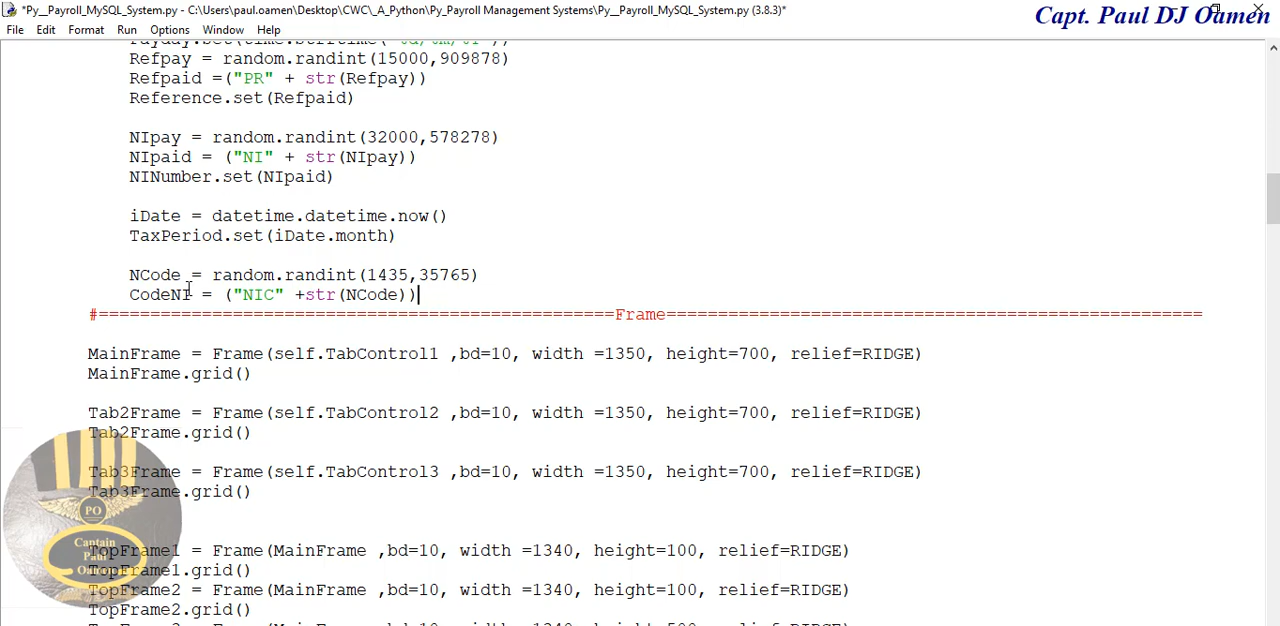 *Py__Payroll_MySQL_System.py - C:\Users\paul.oamen\Desktop\CWC\_A_Python\Py_Payroll Management Systems\Py__Payroll_MySQL_System.py (3.8.3)*
Capt. Paul DJ Oamen
File Edit Format Run Options Window Help
Refpay = random.randint(15000,909878)
Refpaid =("PR" + str(Refpay))
Reference.set(Refpaid)
NIpay = random.randint(32000,578278)
NIpaid = ("NI" + str(NIpay))
NINumber.set(NIpaid)
iDate = datetime.datetime.now()
TaxPeriod.set(iDate.month)
NCode = random.randint(1435,35765)
CodeNI = ("NIC" +str(NCode))
#==================================================Frame====================================================
MainFrame = Frame(self.TabControl1 ,bd=10, width =1350, height=700, relief=RIDGE)
MainFrame.grid()
Tab2Frame = Frame(self.TabControl2 ,bd=10, width =1350, height=700, relief=RIDGE)
Tab2Frame.grid()
Tab3Frame = Frame(self.TabControl3 ,bd=10, width =1350, height=700, relief=RIDGE)
Tab3Frame.grid()
PO
Captain
Paul
TopFrame1 = Frame(MainFrame ,bd=10, width =1340, height=100, relief=RIDGE)
TopFrame1.grid()
TopFrame2 = Frame(MainFrame ,bd=10, width =1340, height=100, relief=RIDGE)
TopFrame2.grid()